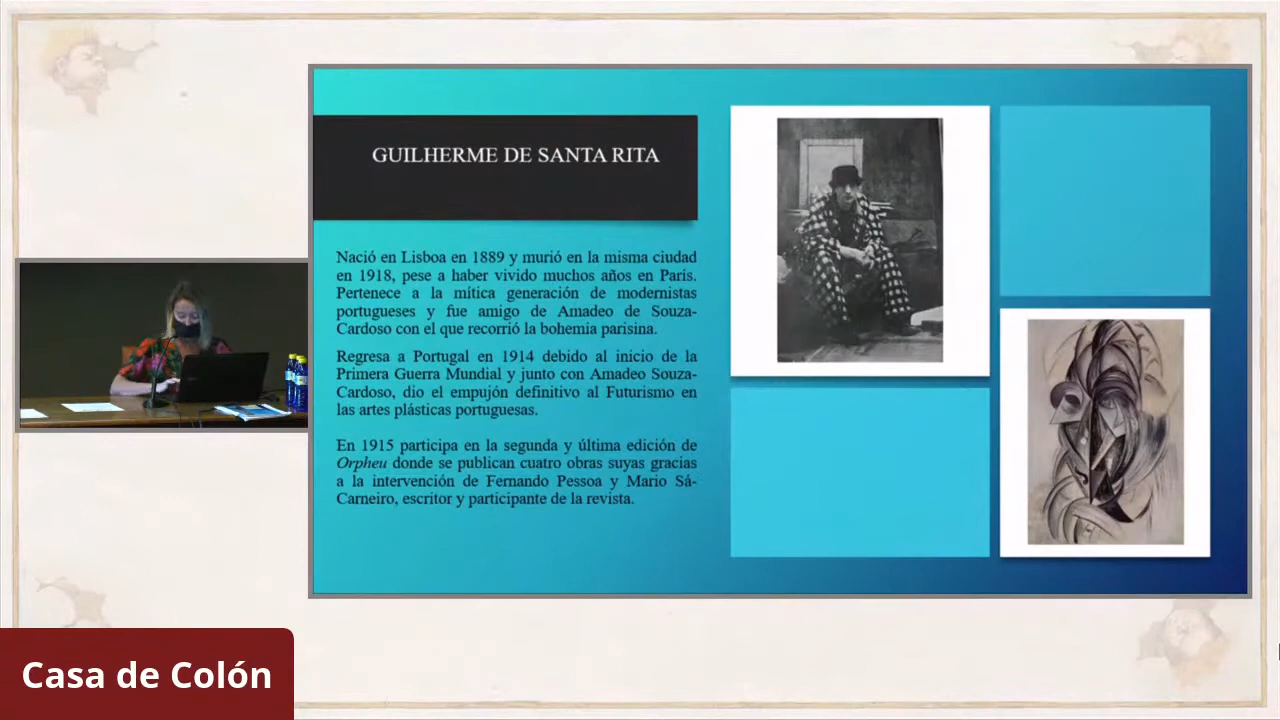 GUILHERME DE SANTA RITA
Nació en Lisboa en 1889 y murió en la misma ciudad
en 1918, pese a haber vivido muchos años en París.
Pertenece a la mítica generación de modernistas
portugueses y fue amigo de Amadeo de Souza-
Cardoso con el que recorrió la bohemia parisina.
Regresa a Portugal en 1914 debido al inicio de la
Primera Guerra Mundial y junto con Amadeo Souza-
Cardoso, dio el empujón definitivo al Futurismo en
las artes plásticas portuguesas.
En 1915 participa en la segunda y última edición de
Orpheu donde se publican cuatro obras suyas gracias
a la intervención de Fernando Pessoa y Mario Sá-
Carneiro, escritor y participante de la revista.
Casa de Colón